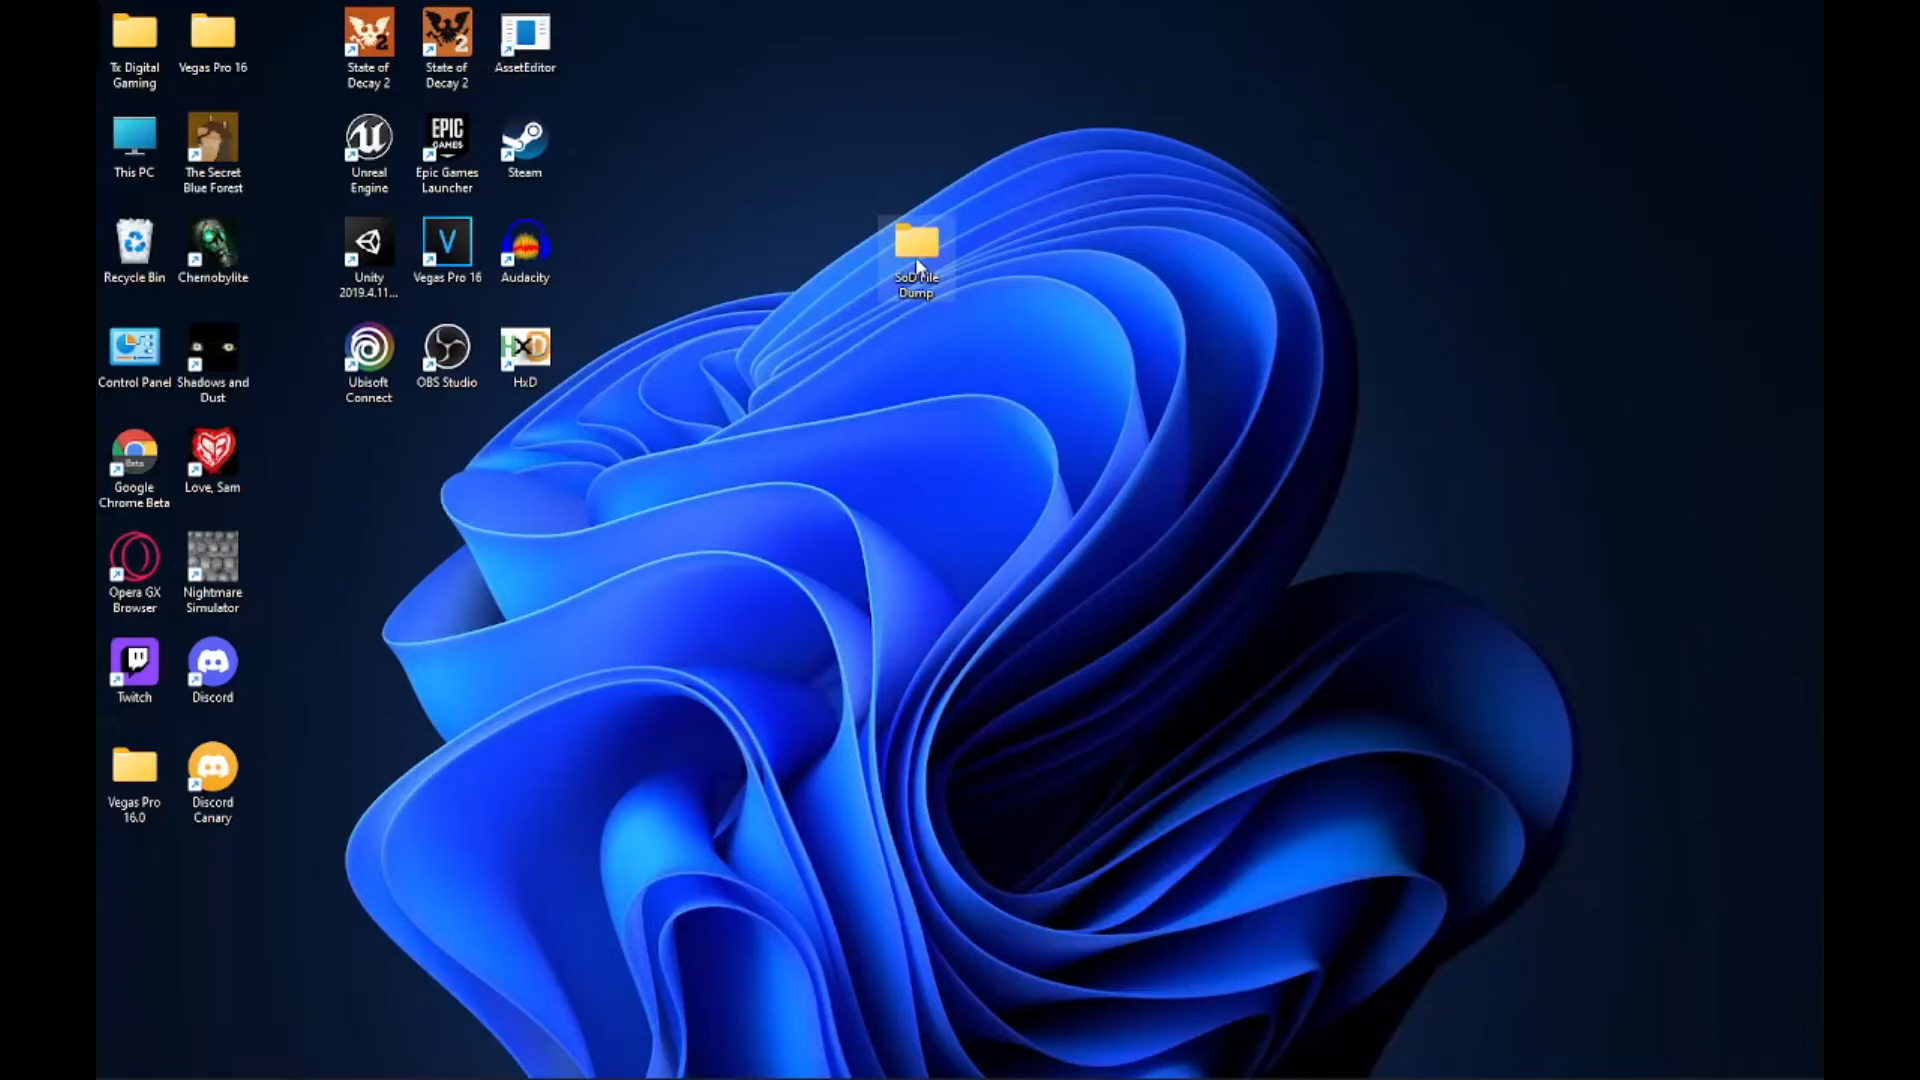 Tx Digital
Gaming
Vegas Pro 16
State of
Decay 2
State of
Decay 2
AssetEditor
This PC
The Secret
Blue Forest
Unreal
Engine
EPIC
GAMES
Epic Games
Launcher
Steam
Recycle Bin
Chernobylite
Unity
2019.4.11...
V
Vegas Pro 16
Audacity
SoD File
Dump
Control Panel
Shadows and
Dust
Ubisoft
Connect
OBS Studio
HxD
HxD
Beta
Google
Chrome Beta
Love, Sam
Opera GX
Browser
Nightmare
Simulator
Twitch
Discord
Vegas Pro
16.0
Discord
Canary